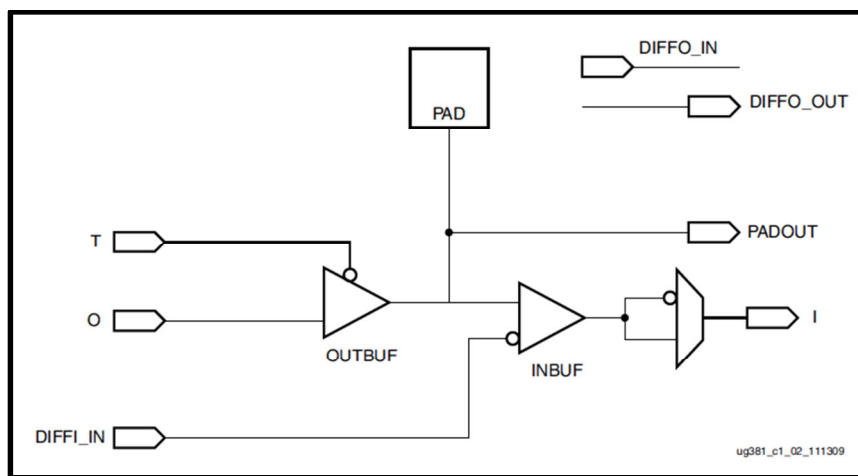 DIFFO_IN
PAD
DIFFO_OUT
T
PADOUT
O
I
OUTBUF
INBUF
DIFFI_IN
ug381_c1_02_111309